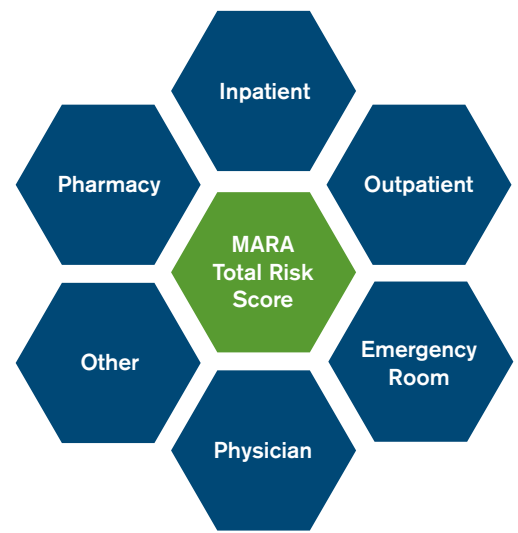 Inpatient
Pharmacy
Outpatient
MARA
Total Risk
Score
Other
Emergency
Room
Physician